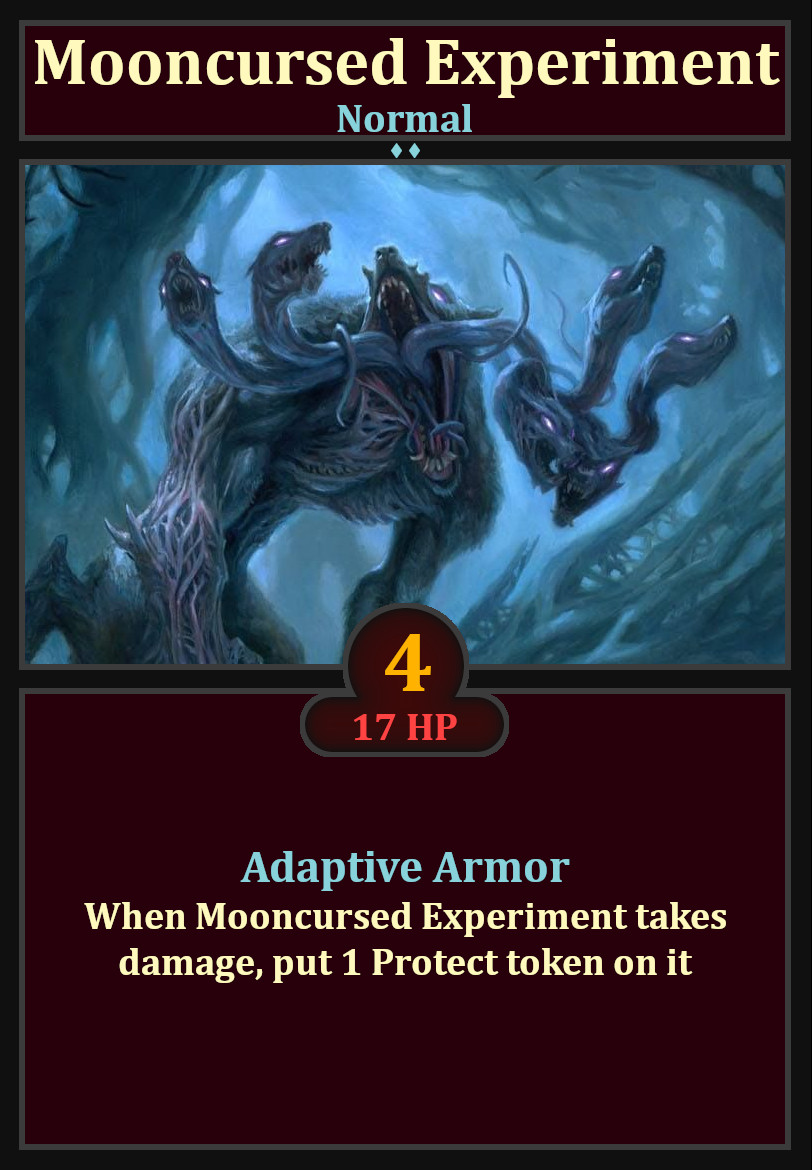 Mooncursed Experiment
Normal
♦♦
4
17 HP
Adaptive Armor
When Mooncursed Experiment takes
damage, put 1 Protect token on it